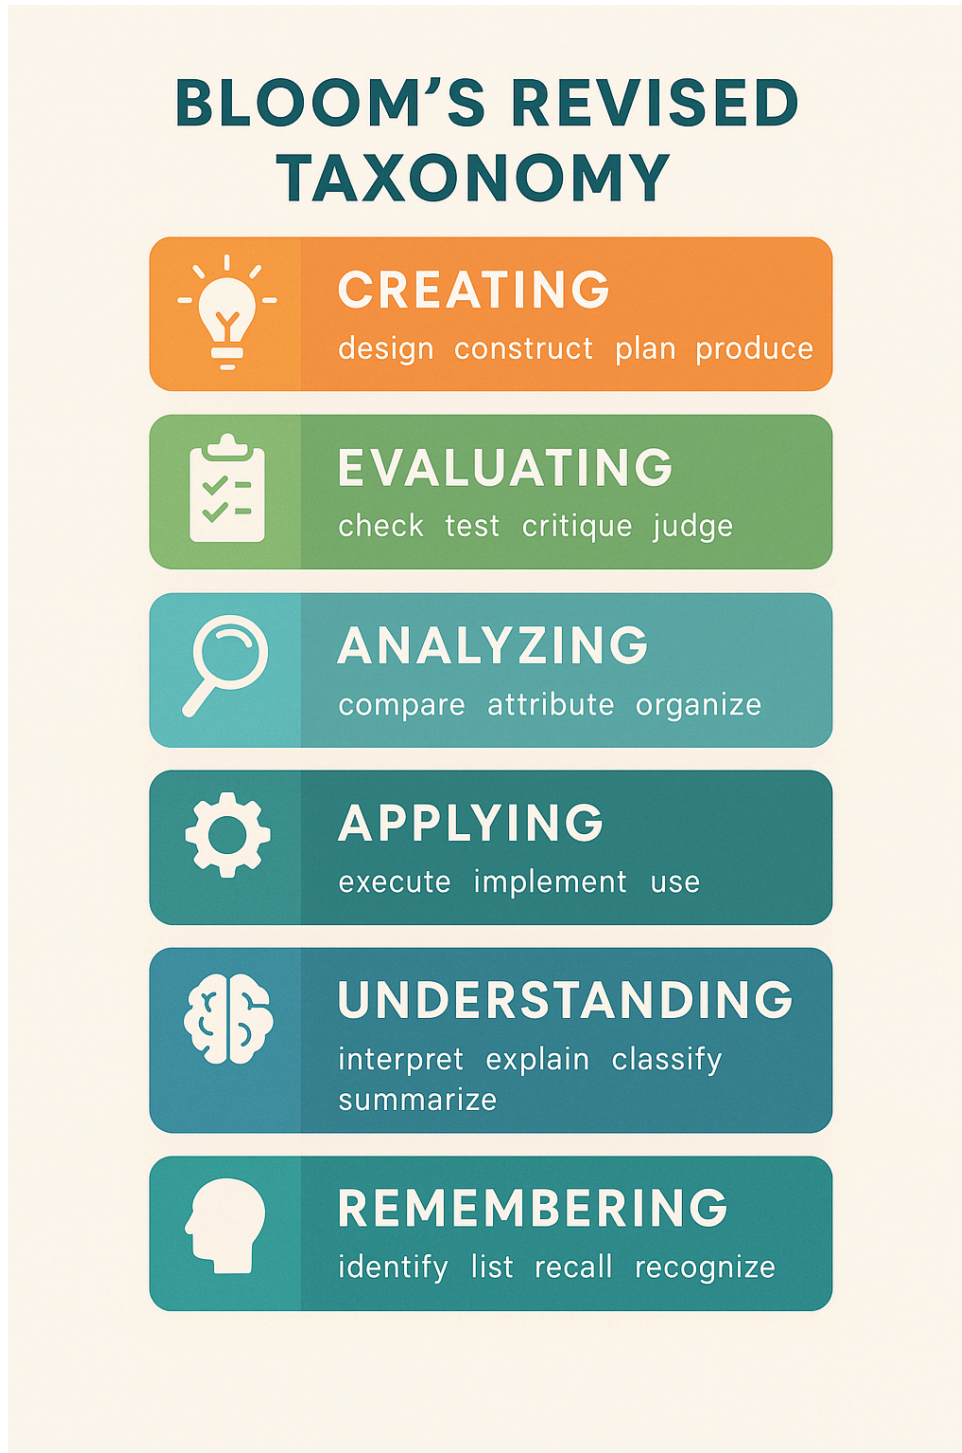 BLOOM’S REVISED
TAXONOMY
CREATING
design construct plan produce
EVALUATING
check test critique judge
ANALYZING
compare attribute organize
APPLYING
execute implement use
UNDERSTANDING
interpret explain classify
summarize
REMEMBERING
identify list recall recognize